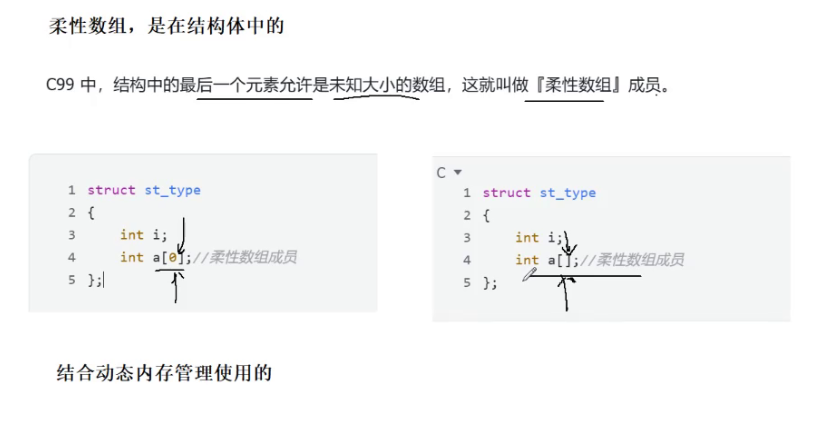 柔性数组，是在结构体中的
C99 中，结构中的最后一个元素允许是未知大小的数组，这就叫做『柔性数组』成员。
1 struct st_type
2 {
3     int i;
4     int a[0];//柔性数组成员
5 };
C
1 struct st_type
2 {
3     int i;
4     int a[];//柔性数组成员
5 };
结合动态内存管理使用的